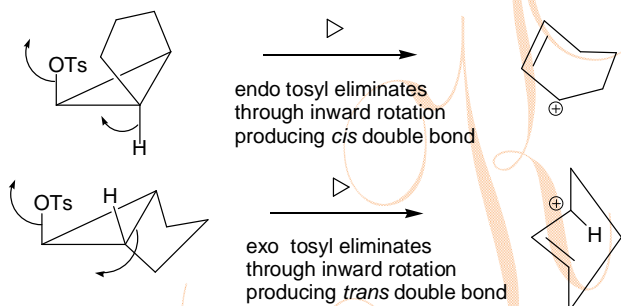 OTs
H
endo tosyl eliminates
through inward rotation
producing cis double bond
⊕
OTs
H
exo tosyl eliminates
through inward rotation
producing trans double bond
⊕
H